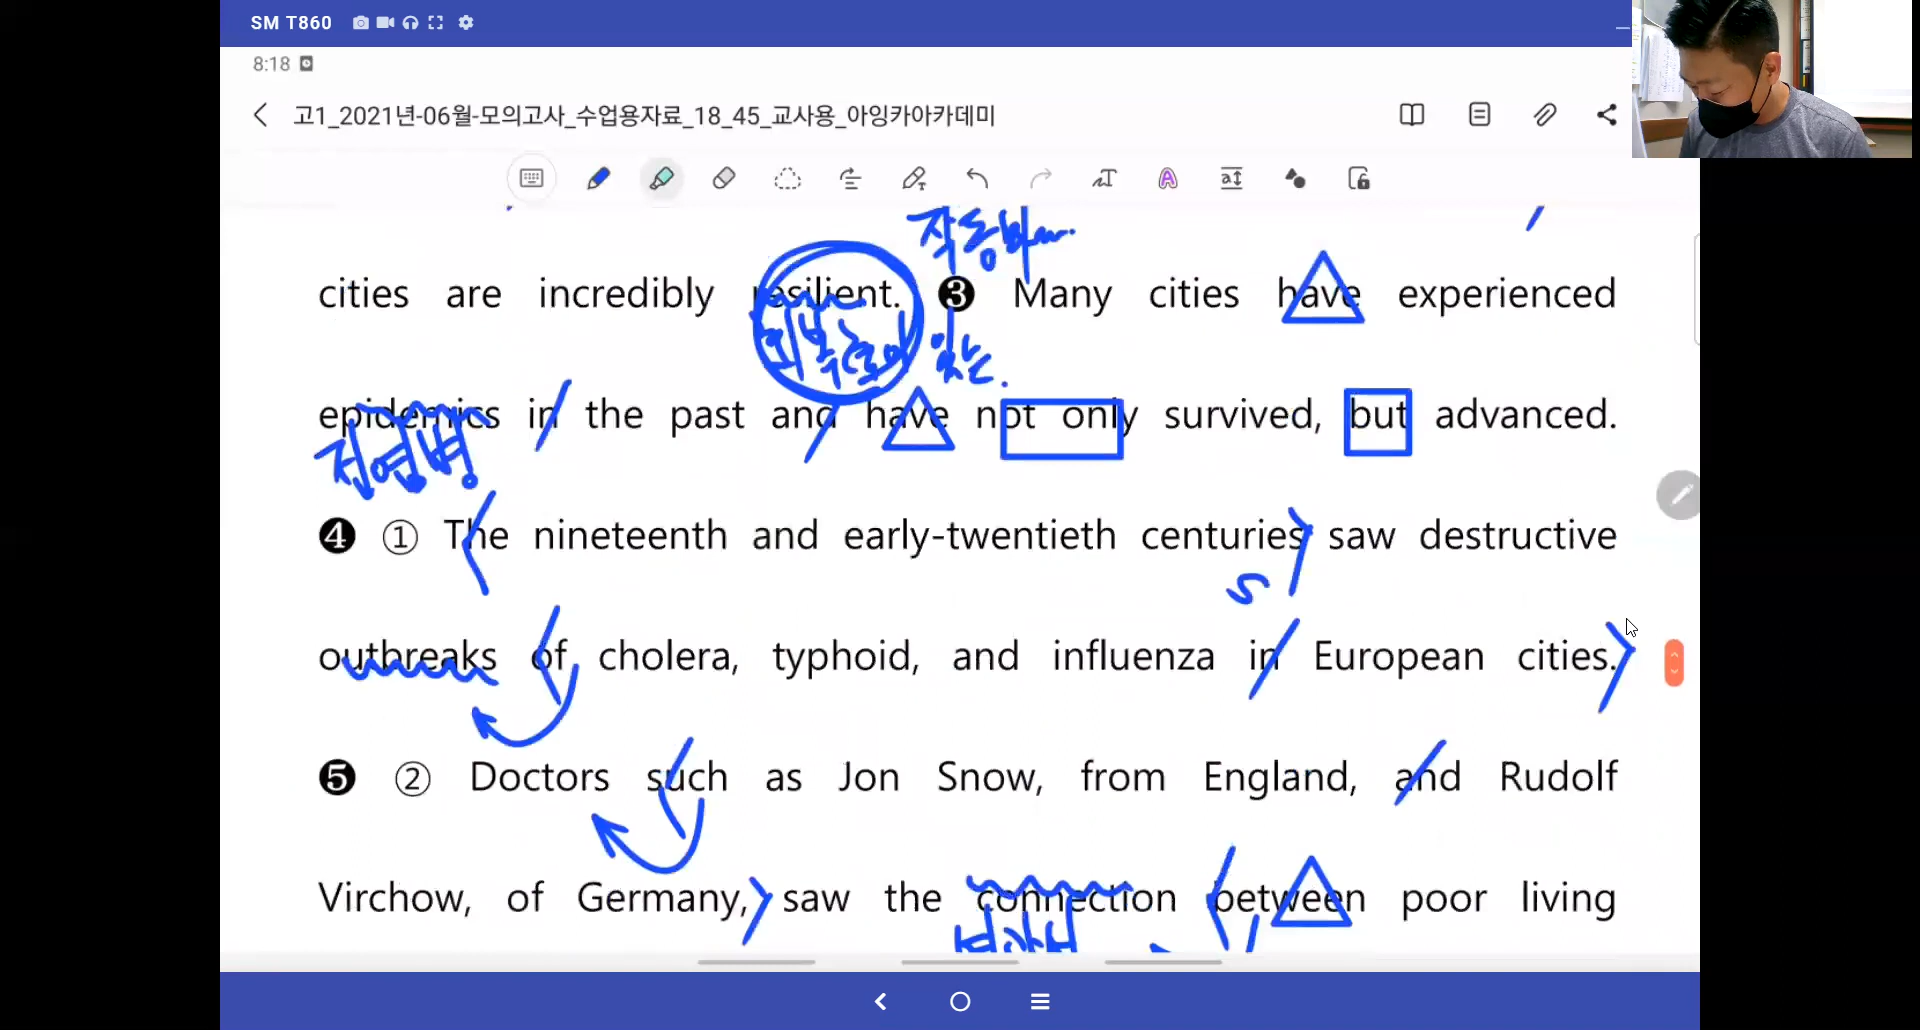 SM T860
8:18
고1_2021년-06월-모의고사_수업용자료_18_45_교사용_아잉카아카데미
cities are incredibly resilient. ❸ Many cities have experienced
회복력이
있는.
epidemics in the past and have not only survived, but advanced.
전염병
❹ ① The nineteenth and early-twentieth centuries saw destructive
S
outbreaks of cholera, typhoid, and influenza in European cities.
❺ ② Doctors such as Jon Snow, from England, and Rudolf
Virchow, of Germany, saw the connection between poor living